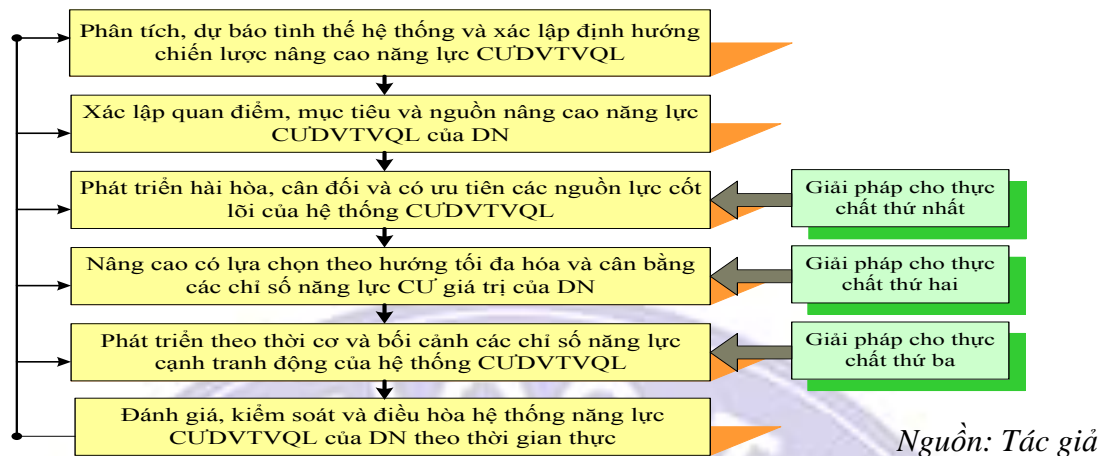 Phân tích, dự báo tình thế hệ thống và xác lập định hướng
chiến lược nâng cao năng lực CƯDVTVQL
Xác lập quan điểm, mục tiêu và nguồn nâng cao năng lực
CƯDVTVQL của DN
Phát triển hài hòa, cân đối và có ưu tiên các nguồn lực cốt
lõi của hệ thống CƯDVTVQL
Giải pháp cho thực
chất thứ nhất
Nâng cao có lựa chọn theo hướng tối đa hóa và cân bằng
các chỉ số năng lực CƯ giá trị của DN
Giải pháp cho thực
chất thứ hai
Phát triển theo thời cơ và bối cảnh các chỉ số năng lực
cạnh tranh động của hệ thống CƯDVTVQL
Giải pháp cho thực
chất thứ ba
Đánh giá, kiểm soát và điều hòa hệ thống năng lực
CƯDVTVQL của DN theo thời gian thực
Nguồn: Tác giả